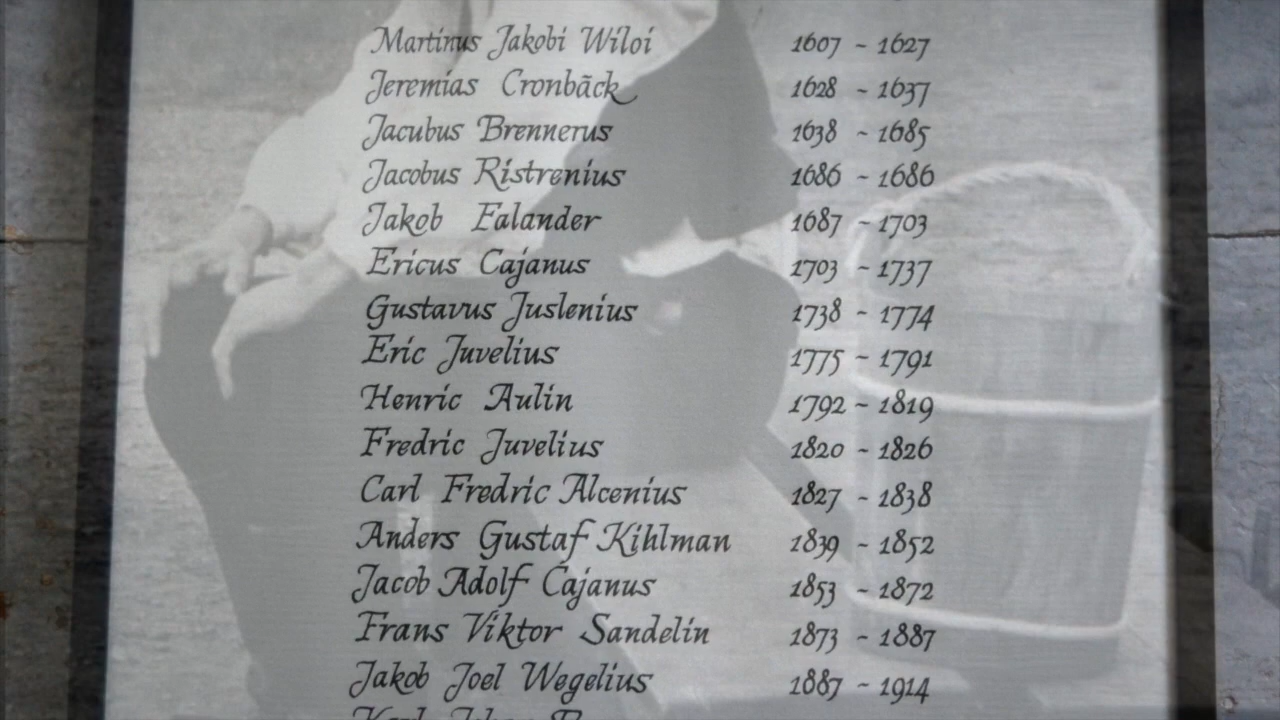 Martinus Jakobi Wiloi 1607 ~ 1627
Jeremias Cronbäck 1628 ~ 1637
Jacubus Brennerus 1638 ~ 1685
Jacobus Ristrenius 1686 ~ 1686
Jakob Falander 1687 ~ 1703
Ericus Cajanus 1703 ~ 1737
Gustavus Juslenius 1738 ~ 1774
Eric Juvelius 1775 ~ 1791
Henric Aulin 1792 ~ 1819
Fredric Juvelius 1820 ~ 1826
Carl Fredric Alcenius 1827 ~ 1838
Anders Gustaf Kihlman 1839 ~ 1852
Jacob Adolf Cajanus 1853 ~ 1872
Frans Viktor Sandelin 1873 ~ 1887
Jakob Joel Wegelius 1887 ~ 1914